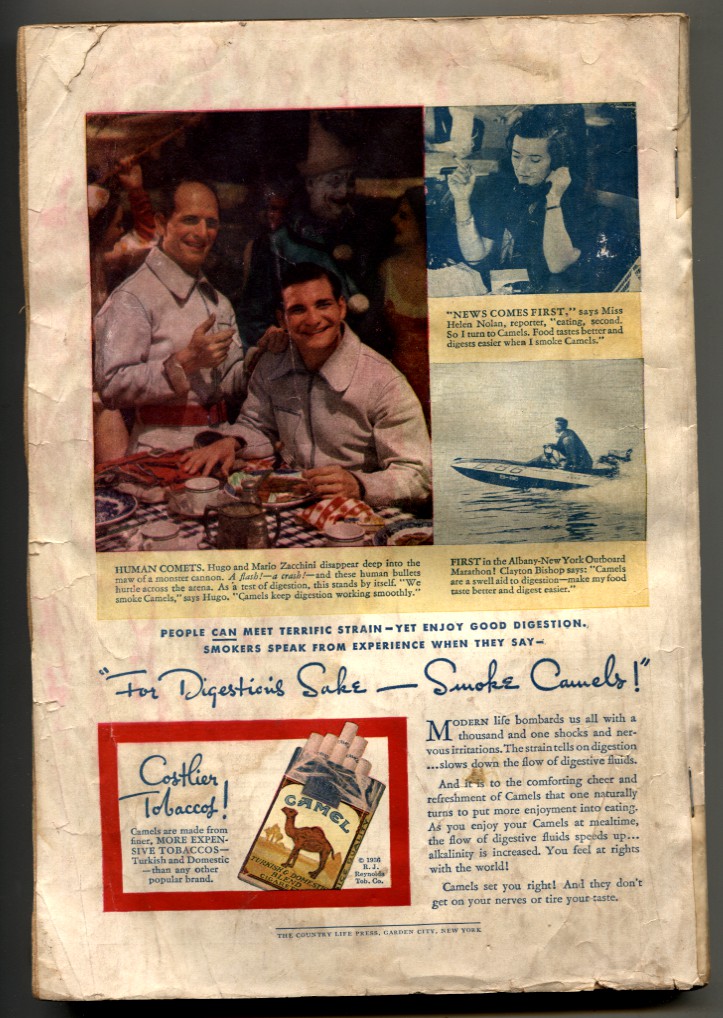 "NEWS COMES FIRST," says Miss
Helen Nolan, reporter, "eating, second.
So I turn to Camels. Food tastes better and
digests easier when I smoke Camels."
HUMAN COMETS. Hugo and Mario Zacchini disappear deep into the
maw of a monster cannon. A flash!—a crash!—and these human bullets
hurtle across the arena. As a test of digestion, this stands by itself. "We
smoke Camels," says Hugo. "Camels keep digestion working smoothly."
FIRST in the Albany-New York Outboard
Marathon! Clayton Bishop says: "Camels
are a swell aid to digestion—make my food
taste better and digest easier."
PEOPLE CAN MEET TERRIFIC STRAIN—YET ENJOY GOOD DIGESTION.
SMOKERS SPEAK FROM EXPERIENCE WHEN THEY SAY—
"For Digestion's Sake — Smoke Camels!"
Costlier
Tobaccos!
Camels are made from
finer, MORE EXPEN-
SIVE TOBACCOS—
Turkish and Domestic
—than any other
popular brand.
CAMEL
TURKISH & DOMESTIC
BLEND
CIGARETTES
© 1936
R. J.
Reynolds
Tob. Co.
MODERN life bombards us all with a
thousand and one shocks and ner-
vous irritations. The strain tells on digestion
...slows down the flow of digestive fluids.
And it is to the comforting cheer and
refreshment of Camels that one naturally
turns to put more enjoyment into eating.
As you enjoy your Camels at mealtime,
the flow of digestive fluids speeds up...
alkalinity is increased. You feel at rights
with the world!
Camels set you right! And they don't
get on your nerves or tire your taste.
THE COUNTRY LIFE PRESS, GARDEN CITY, NEW YORK